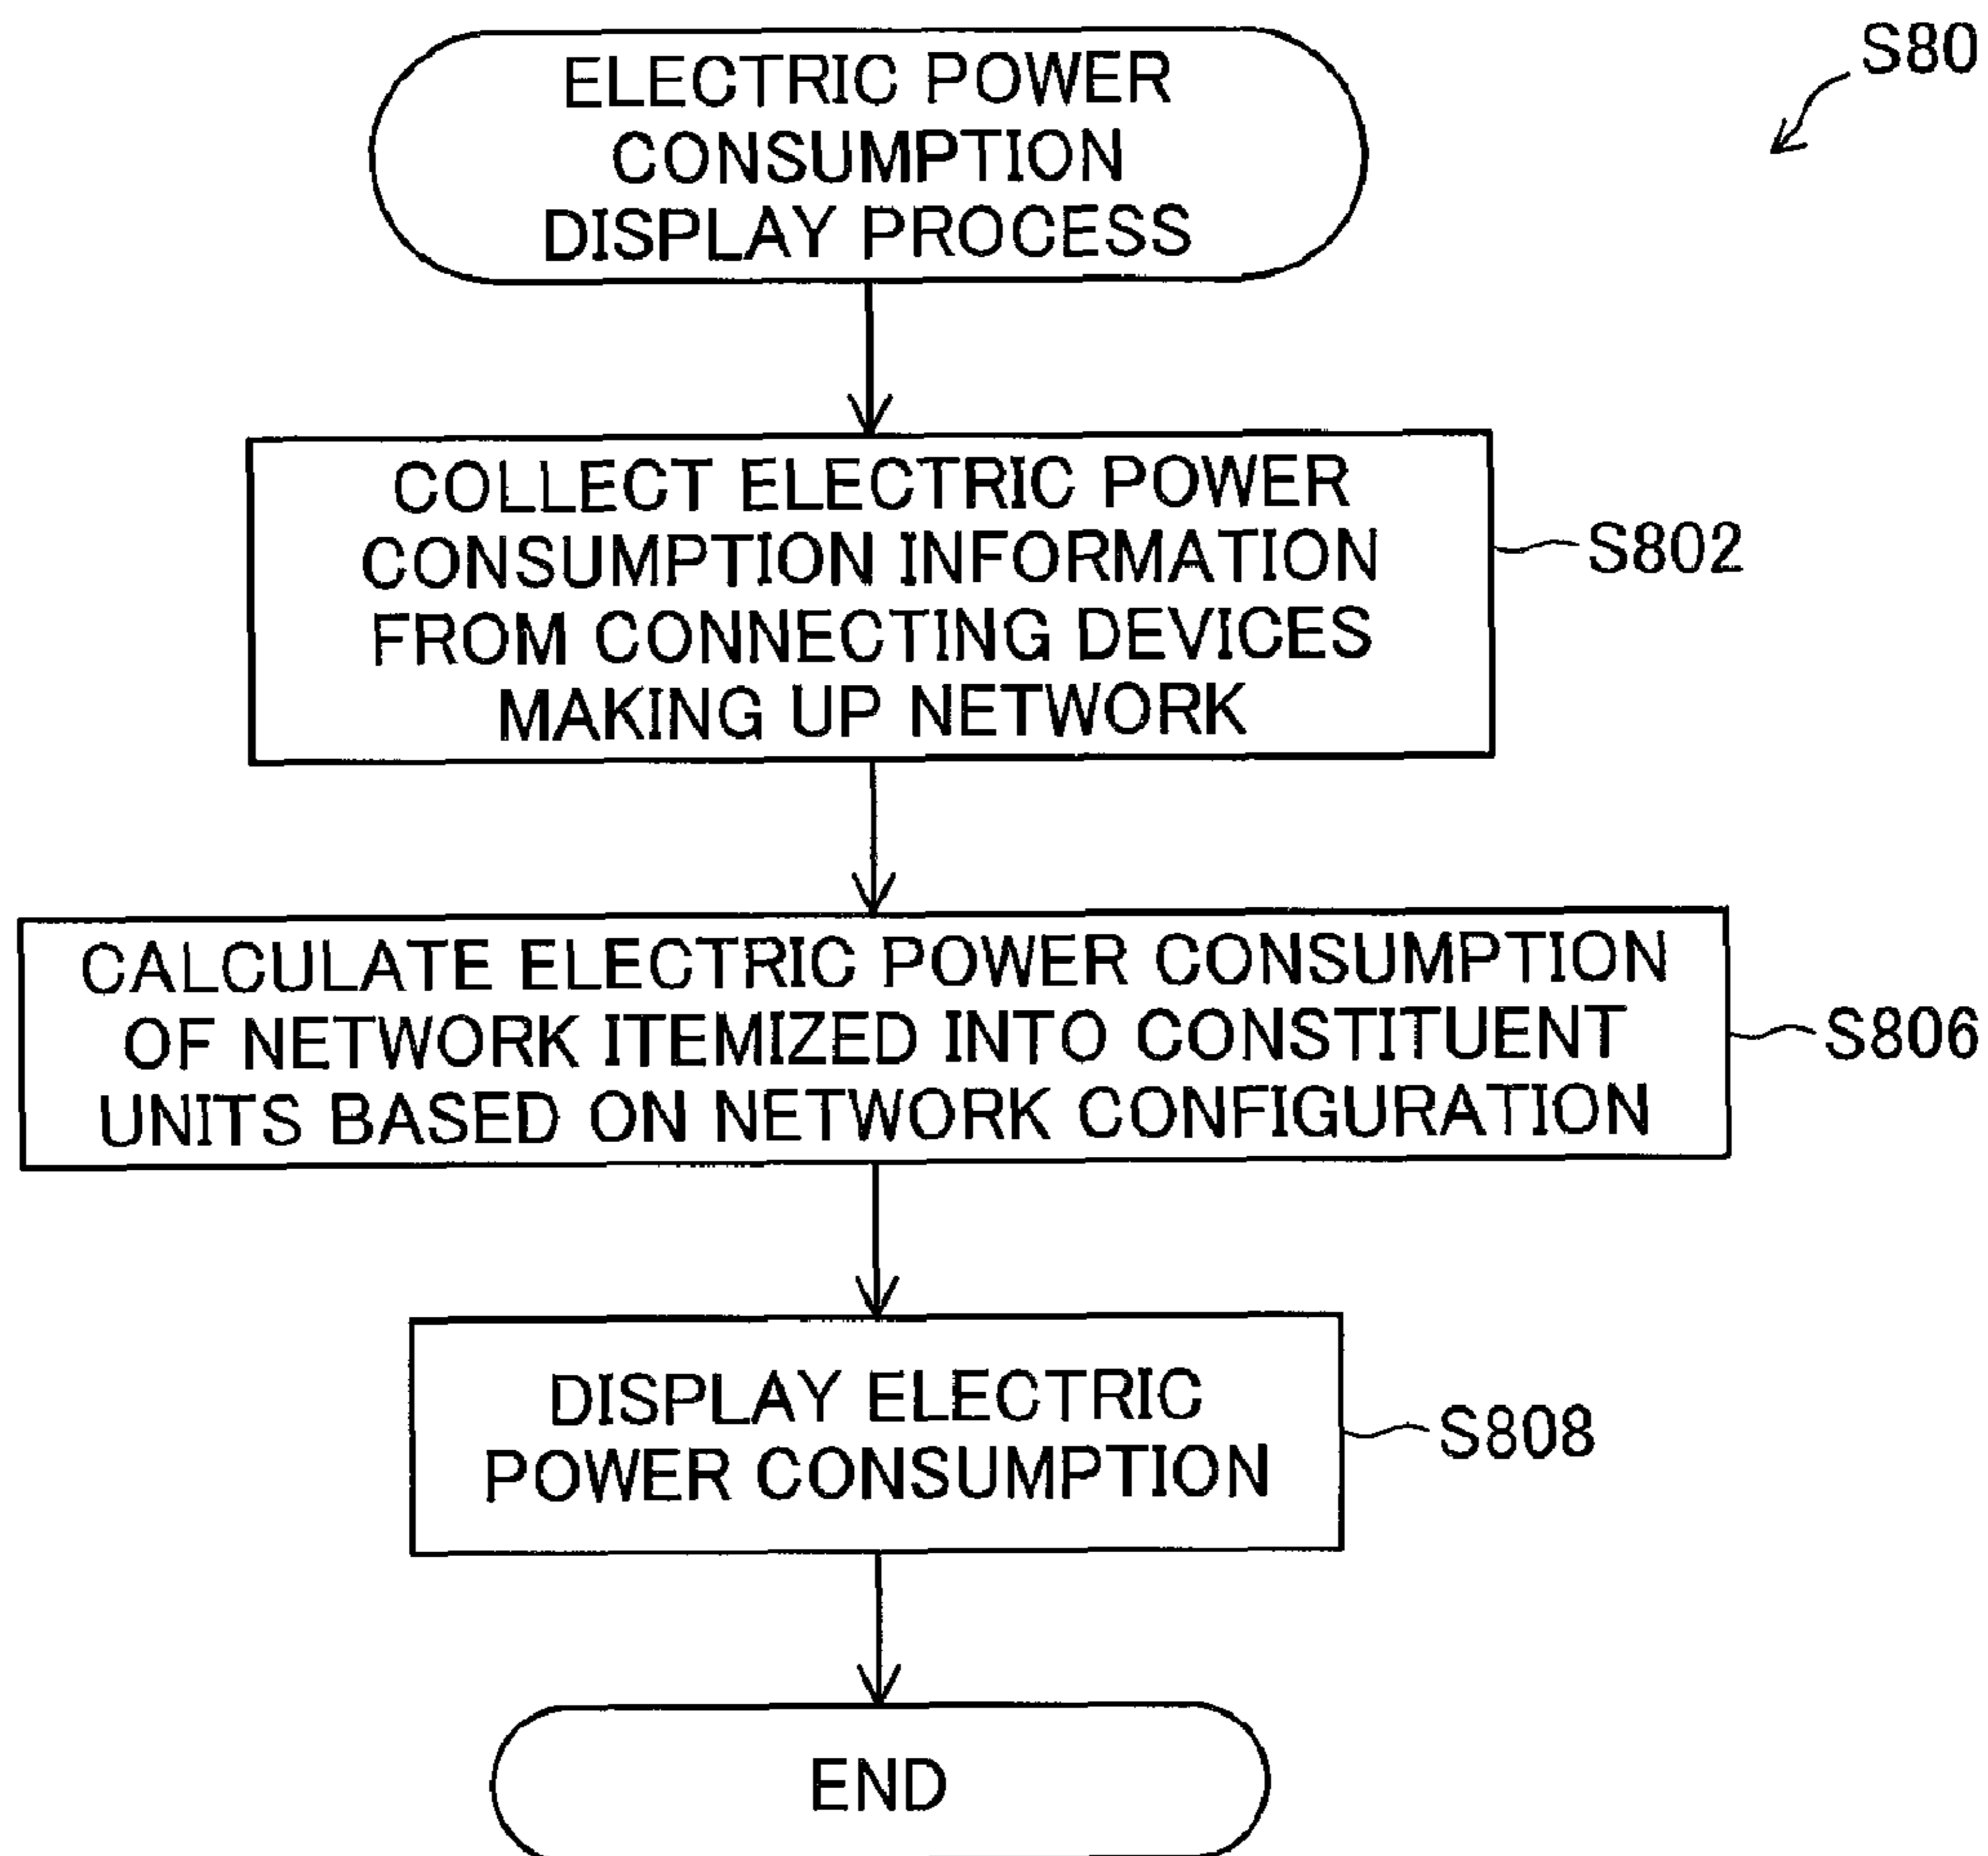 S80
ELECTRIC POWER
CONSUMPTION
DISPLAY PROCESS
COLLECT ELECTRIC POWER
CONSUMPTION INFORMATION
FROM CONNECTING DEVICES
MAKING UP NETWORK
S802
CALCULATE ELECTRIC POWER CONSUMPTION
OF NETWORK ITEMIZED INTO CONSTITUENT
UNITS BASED ON NETWORK CONFIGURATION
S806
DISPLAY ELECTRIC
POWER CONSUMPTION
S808
END